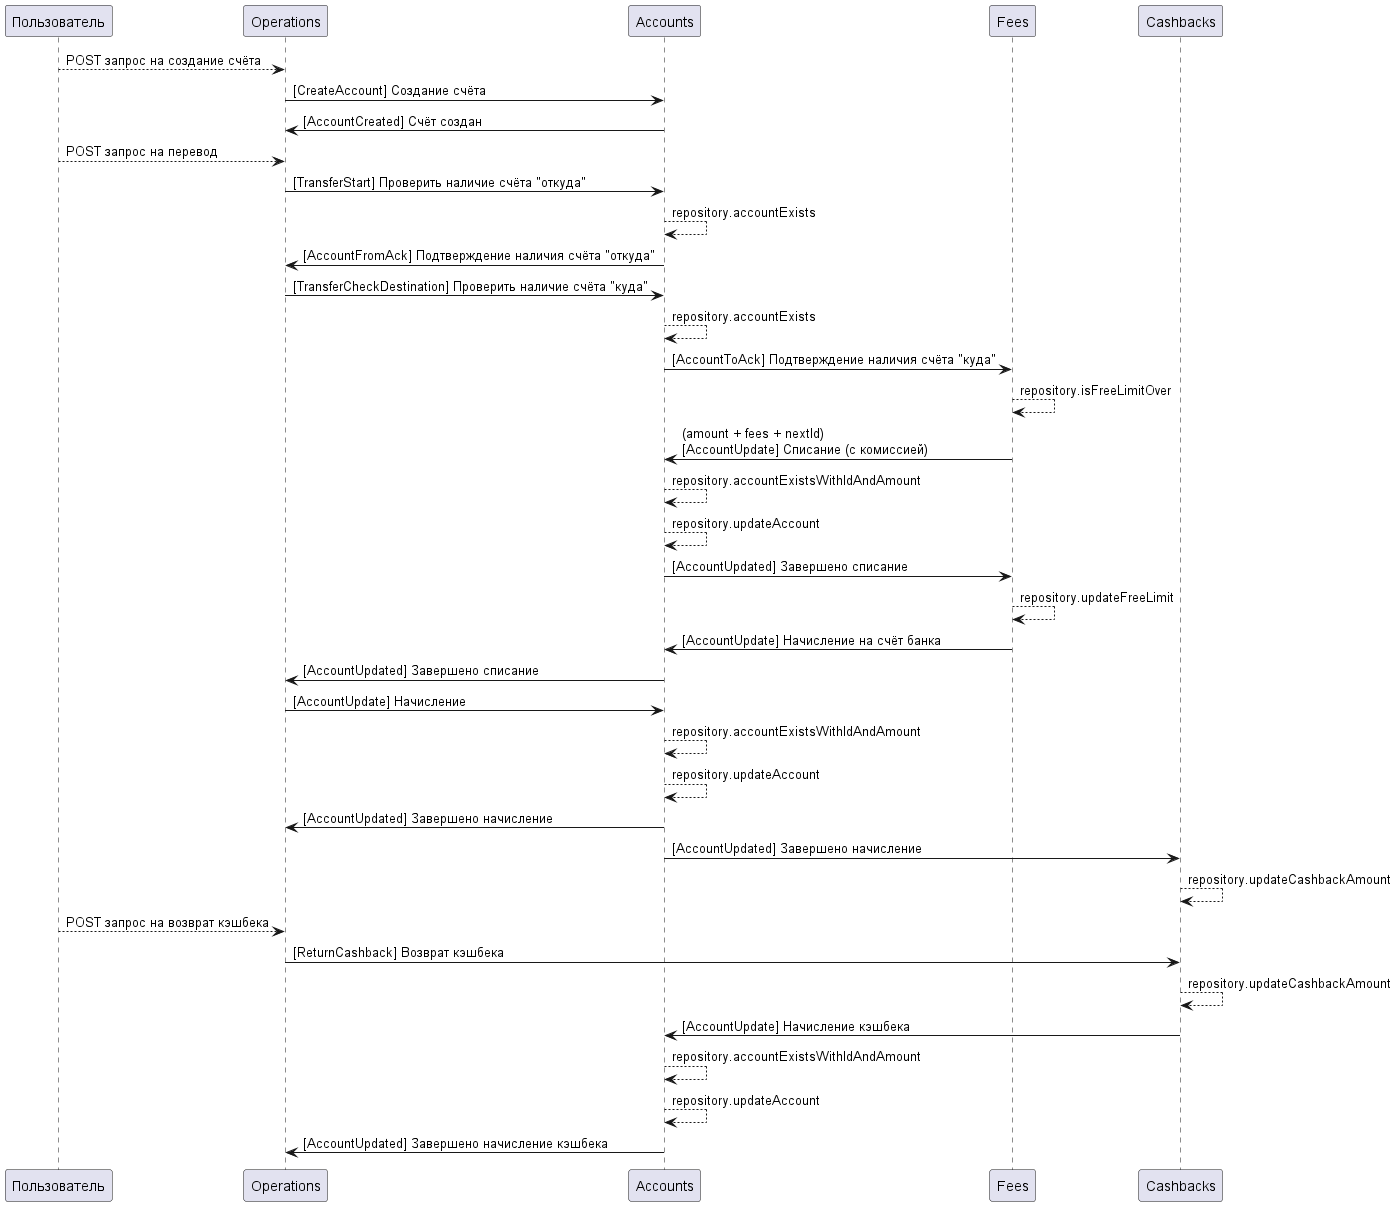 Пользователь
Operations
Accounts
Fees
Cashbacks
POST запрос на создание счёта
[CreateAccount] Создание счёта
[AccountCreated] Счёт создан
POST запрос на перевод
[TransferStart] Проверить наличие счёта "откуда"
repository.accountExists
[AccountFromAck] Подтверждение наличия счёта "откуда"
[TransferCheckDestination] Проверить наличие счёта "куда"
repository.accountExists
[AccountToAck] Подтверждение наличия счёта "куда"
repository.isFreeLimitOver
(amount + fees + nextId)
[AccountUpdate] Списание (с комиссией)
repository.accountExistsWithIdAndAmount
repository.updateAccount
[AccountUpdated] Завершено списание
repository.updateFreeLimit
[AccountUpdate] Начисление на счёт банка
[AccountUpdated] Завершено списание
[AccountUpdate] Начисление
repository.accountExistsWithIdAndAmount
repository.updateAccount
[AccountUpdated] Завершено начисление
[AccountUpdated] Завершено начисление
repository.updateCashbackAmount
POST запрос на возврат кэшбека
[ReturnCashback] Возврат кэшбека
repository.updateCashbackAmount
[AccountUpdate] Начисление кэшбека
repository.accountExistsWithIdAndAmount
repository.updateAccount
[AccountUpdated] Завершено начисление кэшбека
Пользователь
Operations
Accounts
Fees
Cashbacks